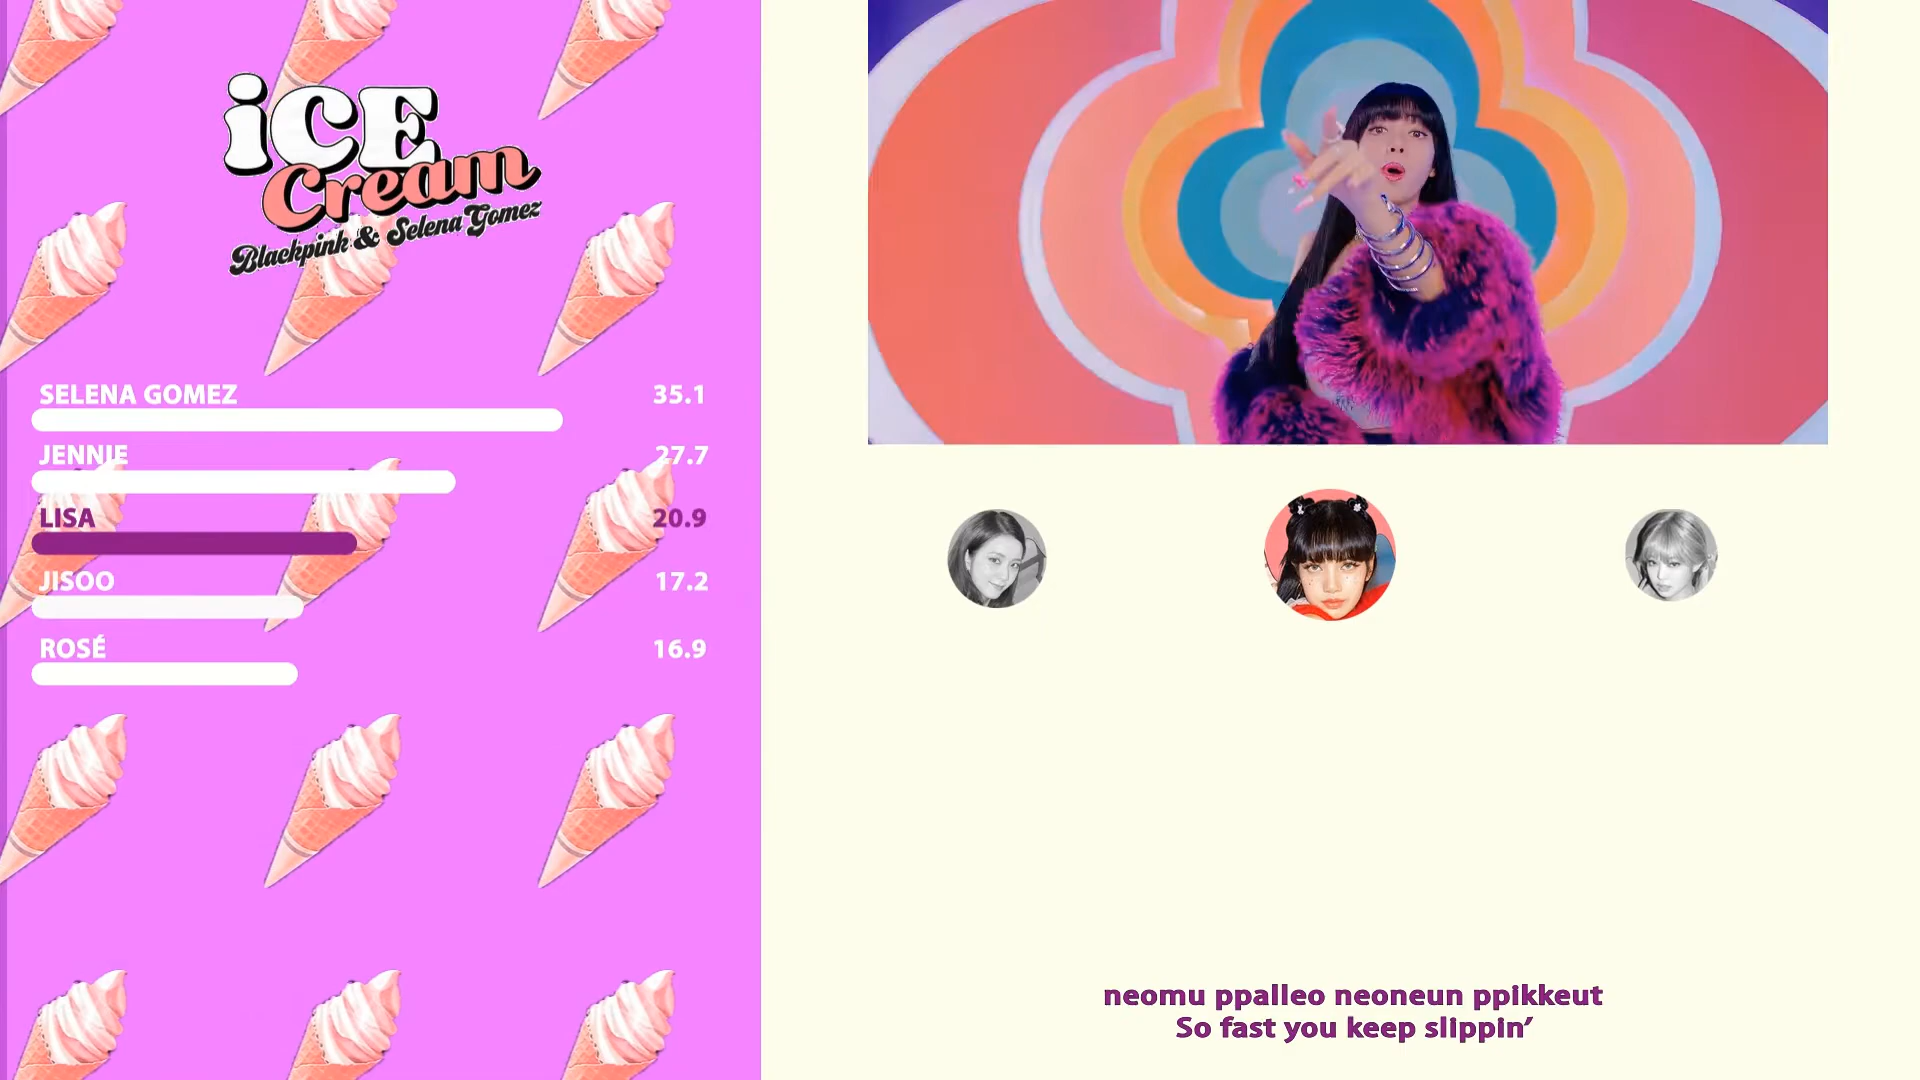 iCE
Cream
Blackpink & Selena Gomez
SELENA GOMEZ 35.1
JENNIE 27.7
LISA 20.9
JISOO 17.2
ROSÉ 16.9
neomu ppalleo neoneun ppikkeut
So fast you keep slippin’